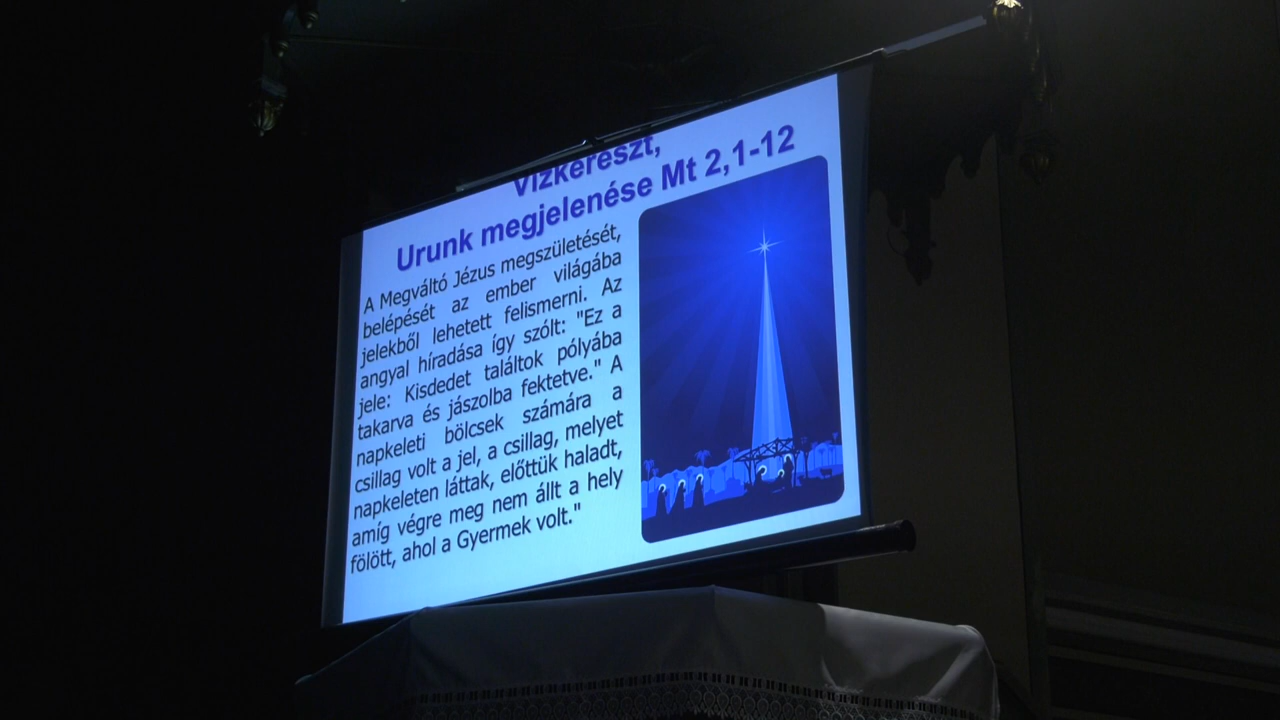 Vízkereszt,
Urunk megjelenése Mt 2,1-12
A Megváltó Jézus megszületését,
belépését az ember világába
jelekből lehetett felismerni. Az
angyal híradása így szólt: "Ez a
jele: Kisdedet találtok pólyába
takarva és jászolba fektetve." A
napkeleti bölcsek számára a
csillag volt a jel, a csillag, melyet
napkeleten láttak, előttük haladt,
amíg végre meg nem állt a hely
fölött, ahol a Gyermek volt."